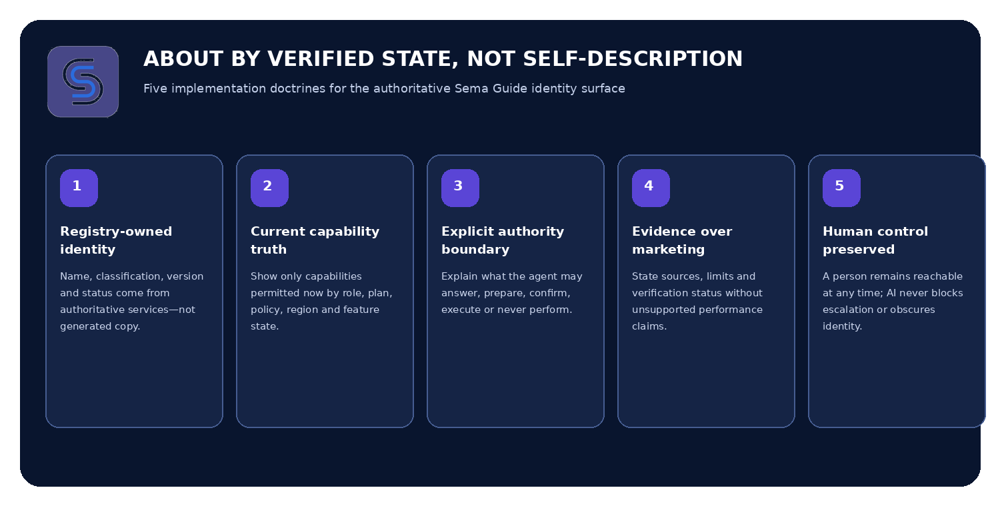 ABOUT BY VERIFIED STATE, NOT SELF-DESCRIPTION
Five implementation doctrines for the authoritative Sema Guide identity surface
1
Registry-owned
identity
Name, classification, version
and status come from
authoritative services—not
generated copy.
2
Current capability
truth
Show only capabilities
permitted now by role, plan,
policy, region and feature
state.
3
Explicit authority
boundary
Explain what the agent may
answer, prepare, confirm,
execute or never perform.
4
Evidence over
marketing
State sources, limits and
verification status without
unsupported performance
claims.
5
Human control
preserved
A person remains reachable
at any time; AI never blocks
escalation or obscures
identity.